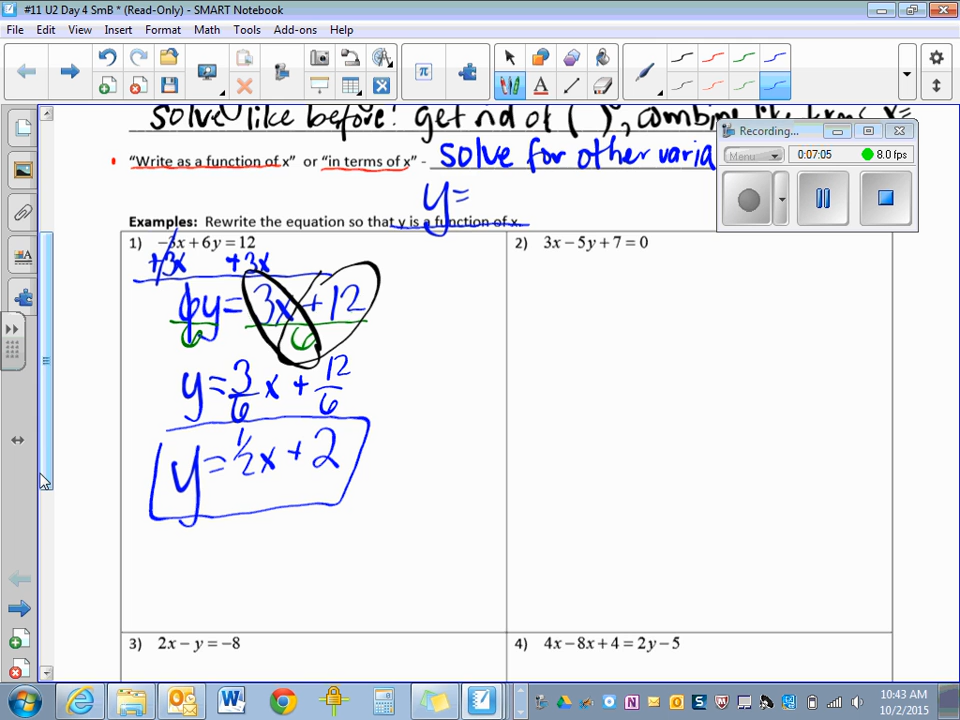 #11 U2 Day 4 SmB * (Read-Only) - SMART Notebook
File Edit View Insert Format Math Tools Add-ons Help
Solve like before! get rid of ( ), combine like
Recording...
• "Write as a function of x" or "in terms of x" - solve for other varia
Menu 0:07:05 8.0 fps
y=
Examples: Rewrite the equation so that y is a function of x.
1) -3x + 6y = 12
+3x +3x
6y = 3x + 12
6 6
y = 3/6 x + 12/6
y = 1/2 x + 2
2) 3x - 5y + 7 = 0
3) 2x - y = -8
4) 4x - 8x + 4 = 2y - 5
10:43 AM
10/2/2015